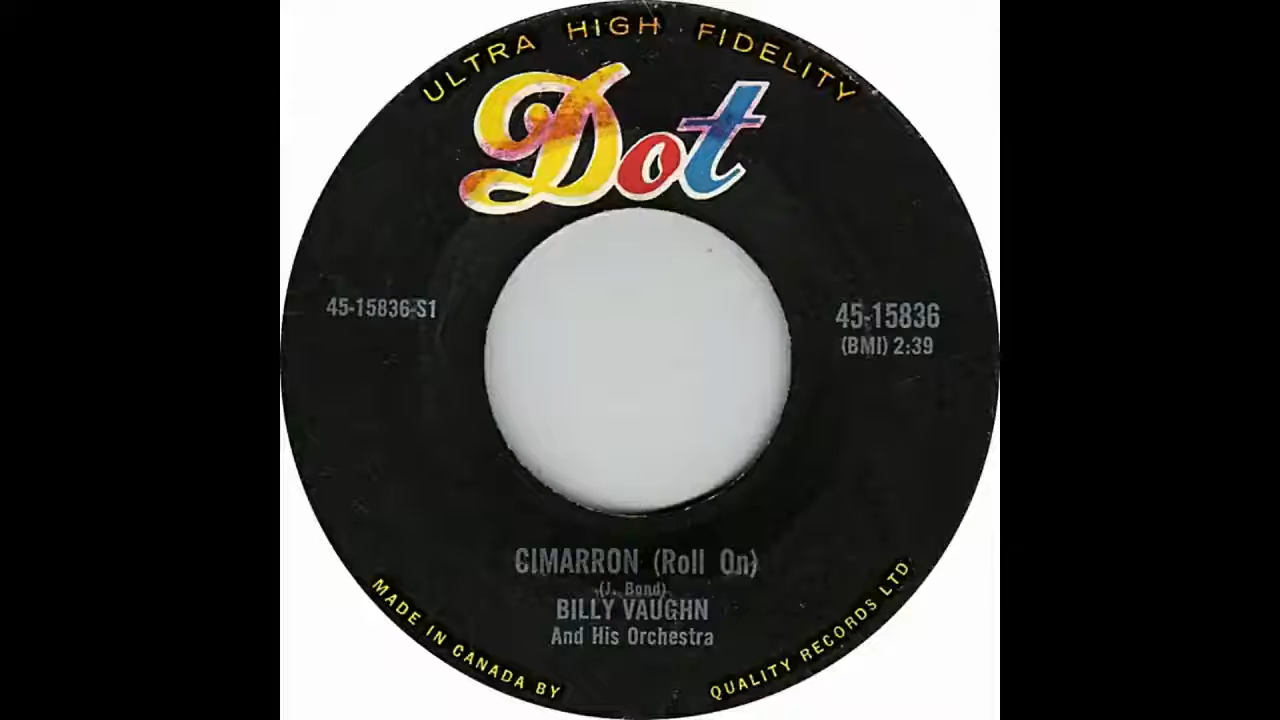 ULTRA HIGH FIDELITY
Dot
45-15836-S1
45-15836
(BMI) 2:39
CIMARRON (Roll On)
(J. Bond)
BILLY VAUGHN
And His Orchestra
MADE IN CANADA BY
QUALITY RECORDS LTD